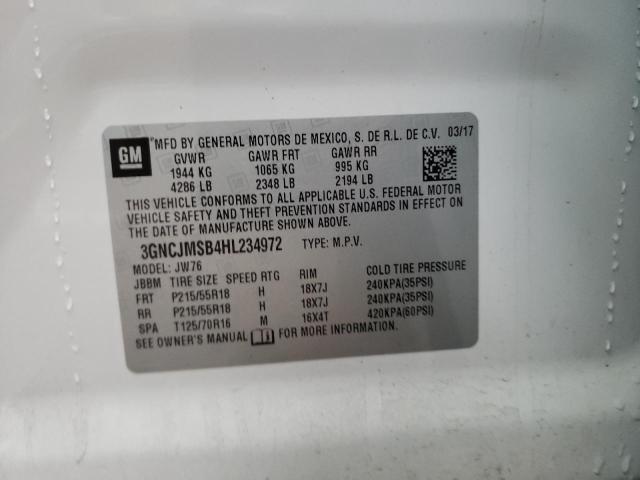 GM
MFD BY GENERAL MOTORS DE MEXICO, S. DE R.L. DE C.V. 03/17
GVWR GAWR FRT GAWR RR
1944 KG 1065 KG 995 KG
4286 LB 2348 LB 2194 LB
THIS VEHICLE CONFORMS TO ALL APPLICABLE U.S. FEDERAL MOTOR
VEHICLE SAFETY AND THEFT PREVENTION STANDARDS IN EFFECT ON
THE DATE OF MANUFACTURE SHOWN ABOVE.
3GNCJMSB4HL234972 TYPE: M.P.V.
MODEL: JW76
JBBM TIRE SIZE SPEED RTG RIM COLD TIRE PRESSURE
FRT P215/55R18 H 18X7J 240KPA(35PSI)
RR P215/55R18 H 18X7J 240KPA(35PSI)
SPA T125/70R16 M 16X4T 420KPA(60PSI)
SEE OWNER'S MANUAL FOR MORE INFORMATION.